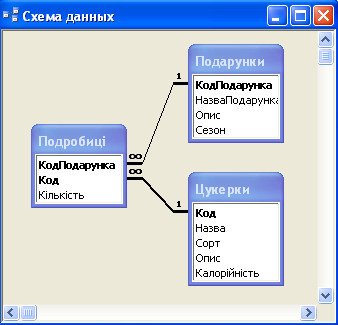 Схема данных
Подарунки
КодПодарунка
НазваПодарунка
Опис
Сезон
1
Подробиці
КодПодарунка
Код
Кількість
∞
∞
1
Цукерки
Код
Назва
Сорт
Опис
Калорійність